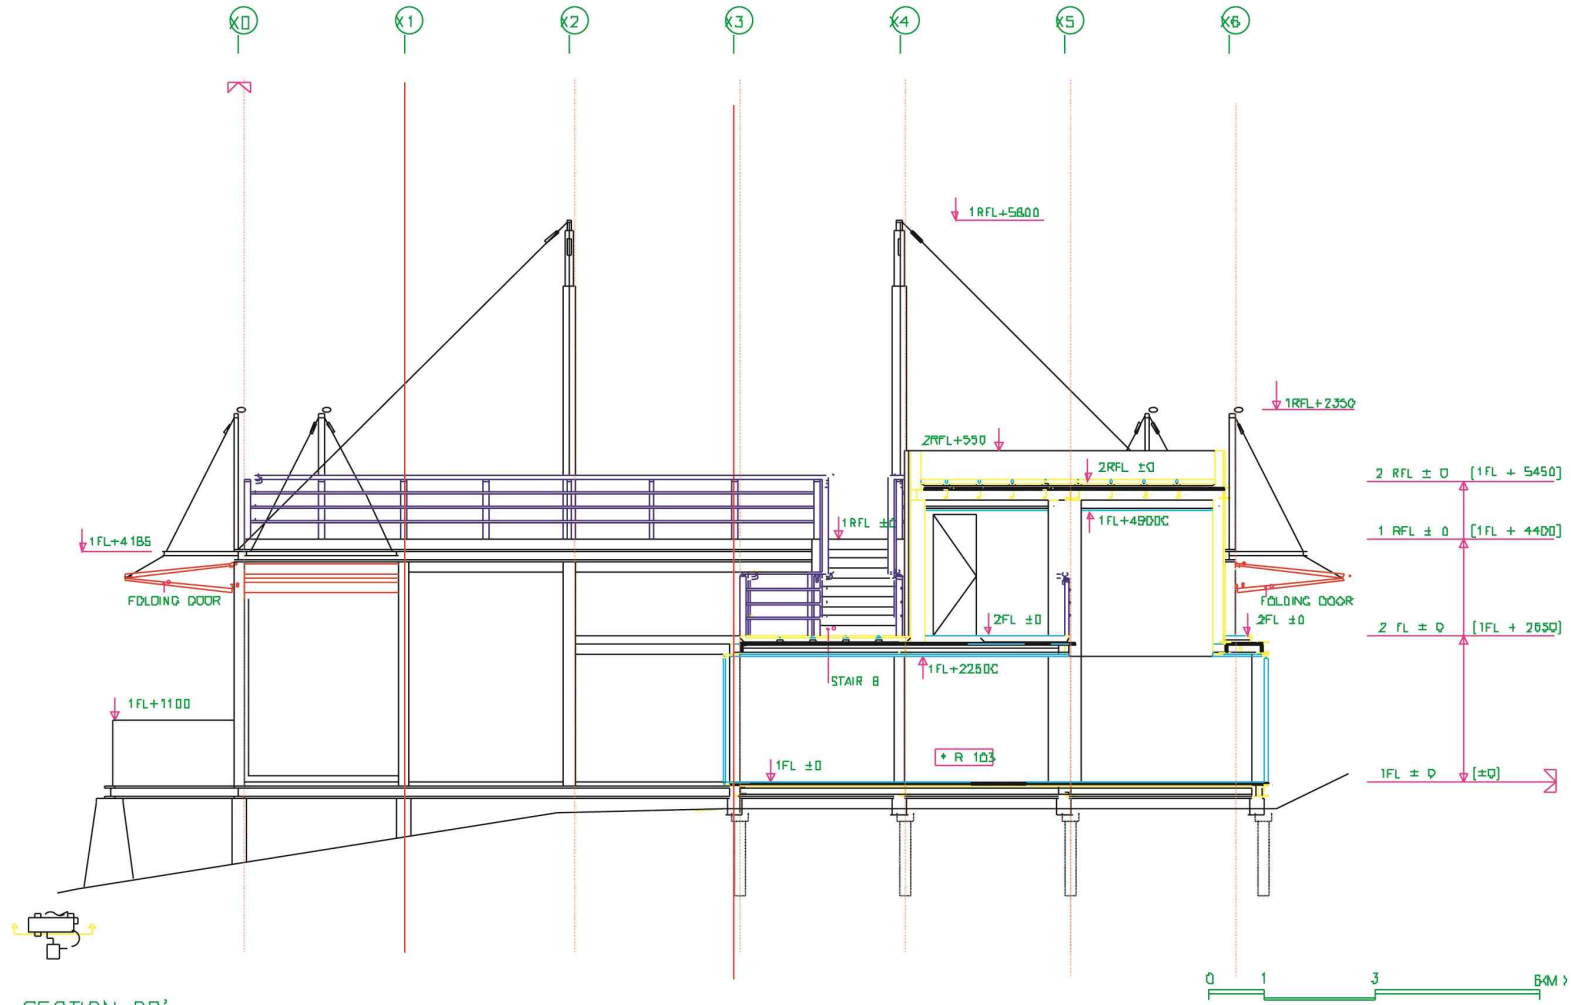 X0 X1 X2 X3 X4 X5 X6
1RFL+5600
1RFL+2350
2RFL+550
2RFL ±0
2 RFL ± 0 [1FL + 5450]
1RFL ±0
1FL+4900C
1 RFL ± 0 [1FL + 4400]
1FL+4185
FOLDING DOOR
FOLDING DOOR
2FL ±0
2FL ±0
2 FL ± 0 [1FL + 2650]
1FL+2250C
STAIR B
1FL+1100
* R 103
1FL ±0
1FL ± 0 [±0]
0 1 3 6(M)